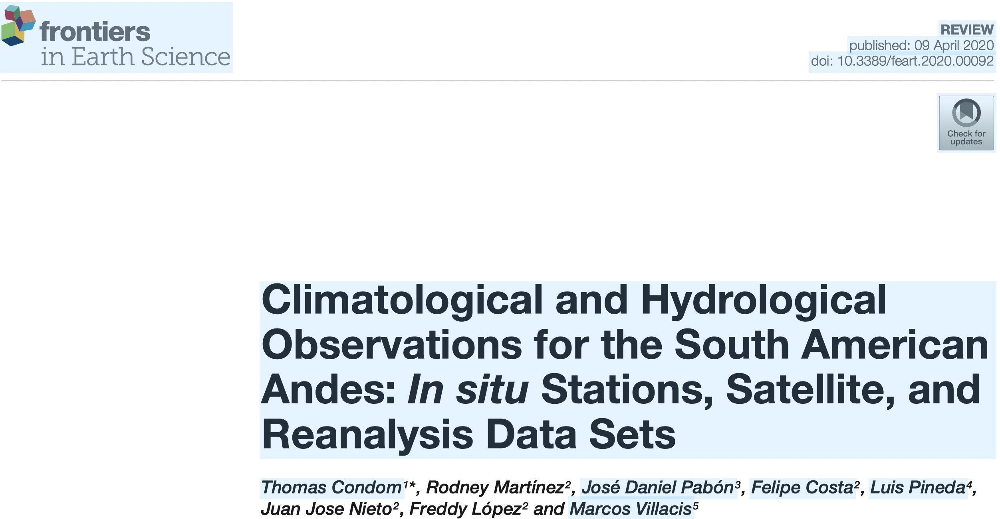 frontiers
in Earth Science
REVIEW
published: 09 April 2020
doi: 10.3389/feart.2020.00092
Check for
updates
Climatological and Hydrological
Observations for the South American
Andes: In situ Stations, Satellite, and
Reanalysis Data Sets
Thomas Condom1*, Rodney Martínez2, José Daniel Pabón3, Felipe Costa2, Luis Pineda4,
Juan Jose Nieto2, Freddy López2 and Marcos Villacis5